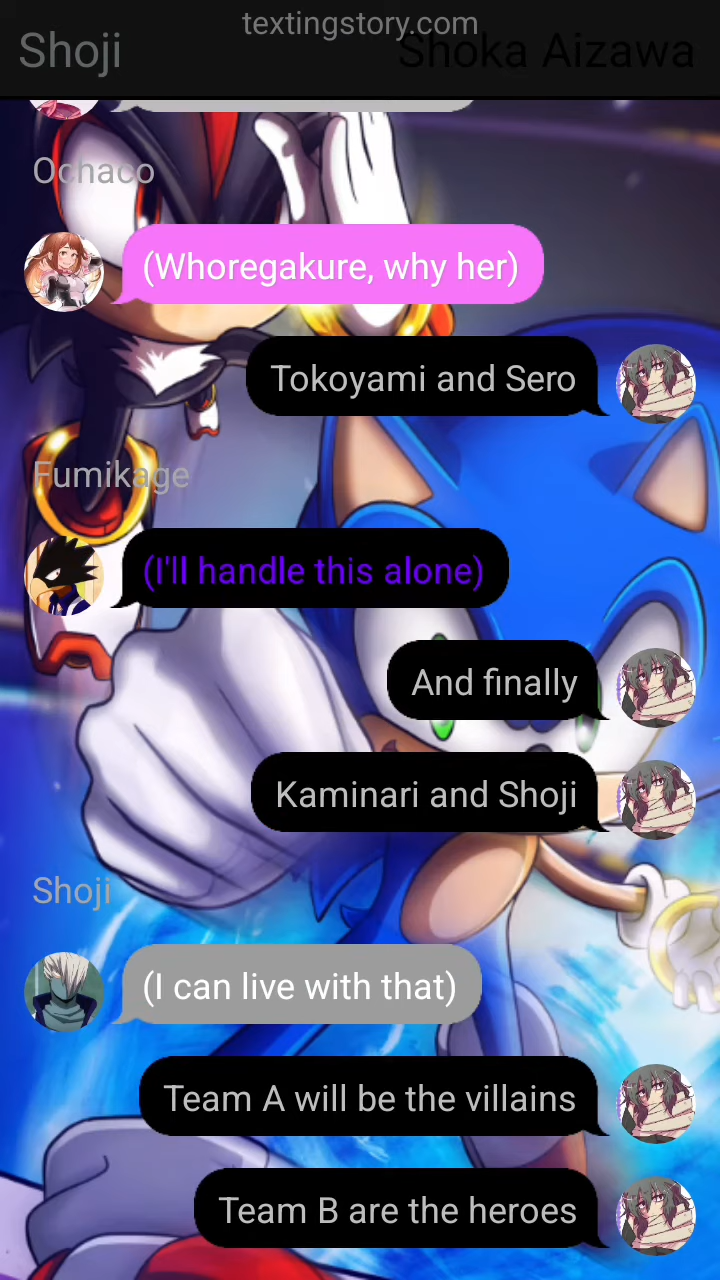 textingstory.com
Shoji
Shoka Aizawa
Ochaco
(Whoregakure, why her)
Tokoyami and Sero
Fumikage
(I'll handle this alone)
And finally
Kaminari and Shoji
Shoji
(I can live with that)
Team A will be the villains
Team B are the heroes